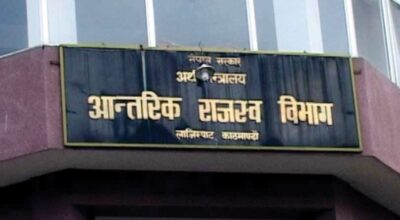 नेपाल सरकार
अर्थ मन्त्रालय
आन्तरिक राजस्व विभाग
लाजिम्पाट, काठमाण्डौ